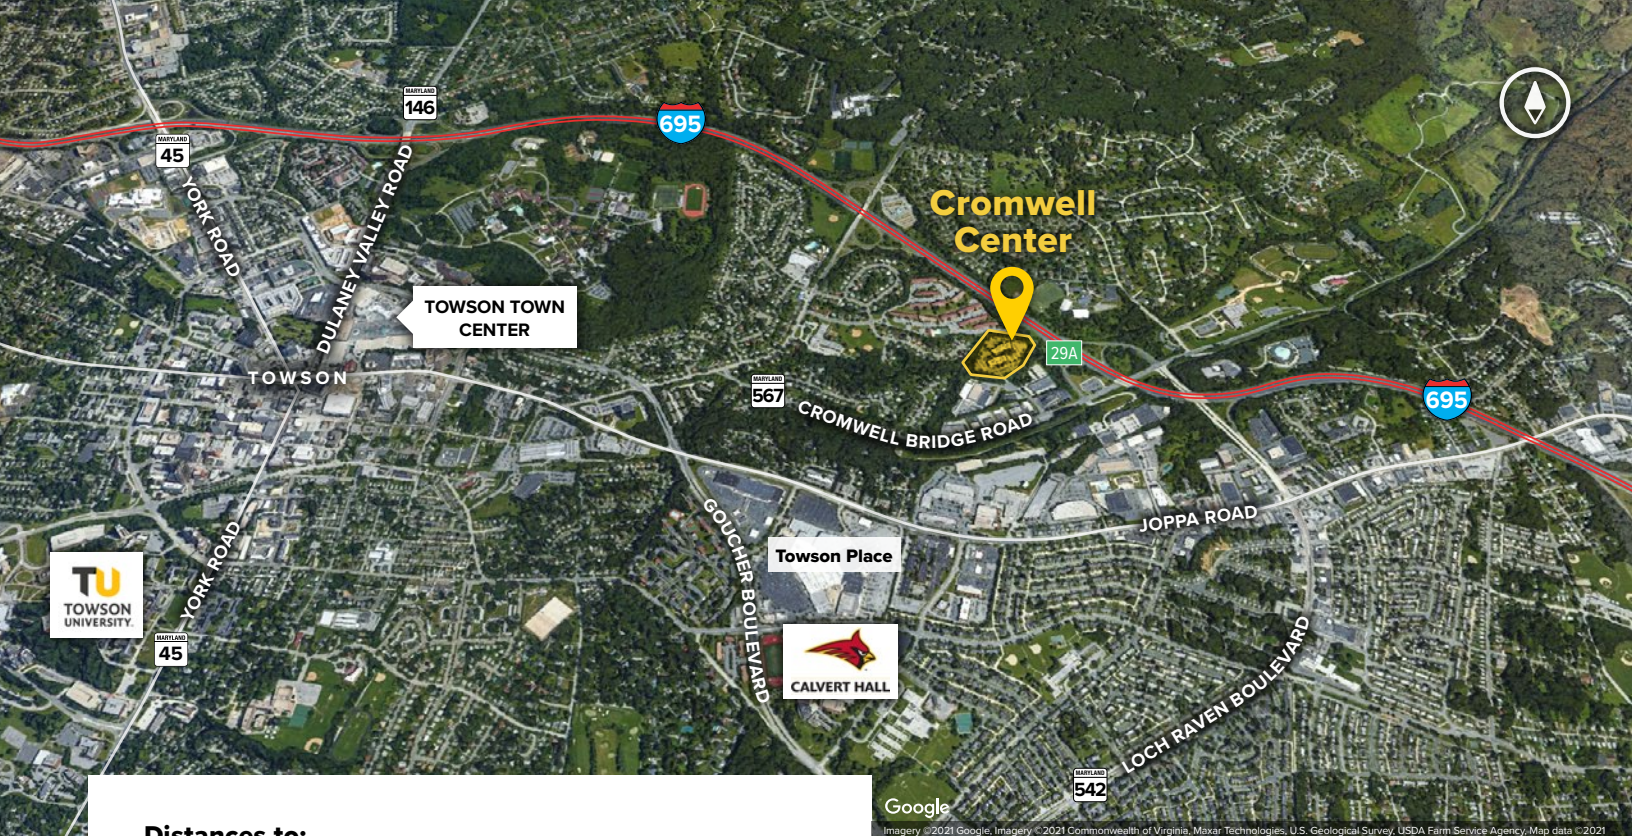 MARYLAND
146
695
MARYLAND
45
YORK ROAD
DULANEY VALLEY ROAD
Cromwell
Center
TOWSON TOWN
CENTER
29A
TOWSON
MARYLAND
567
CROMWELL BRIDGE ROAD
695
JOPPA ROAD
GOUCHER BOULEVARD
Towson Place
YORK ROAD
TU
TOWSON
UNIVERSITY.
MARYLAND
45
CALVERT HALL
LOCH RAVEN BOULEVARD
MARYLAND
542
Google
Distances to:
Imagery ©2021 Google, Imagery ©2021 Commonwealth of Virginia, Maxar Technologies, U.S. Geological Survey, USDA Farm Service Agency, Map data ©2021